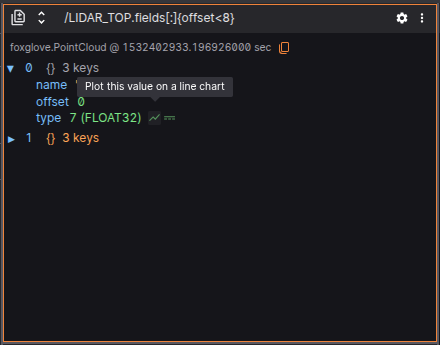 /LIDAR_TOP.fields[:]{offset<8}
foxglove.PointCloud @ 1532402933.196926000 sec
0 {} 3 keys
name
Plot this value on a line chart
offset 0
type 7 (FLOAT32)
1 {} 3 keys